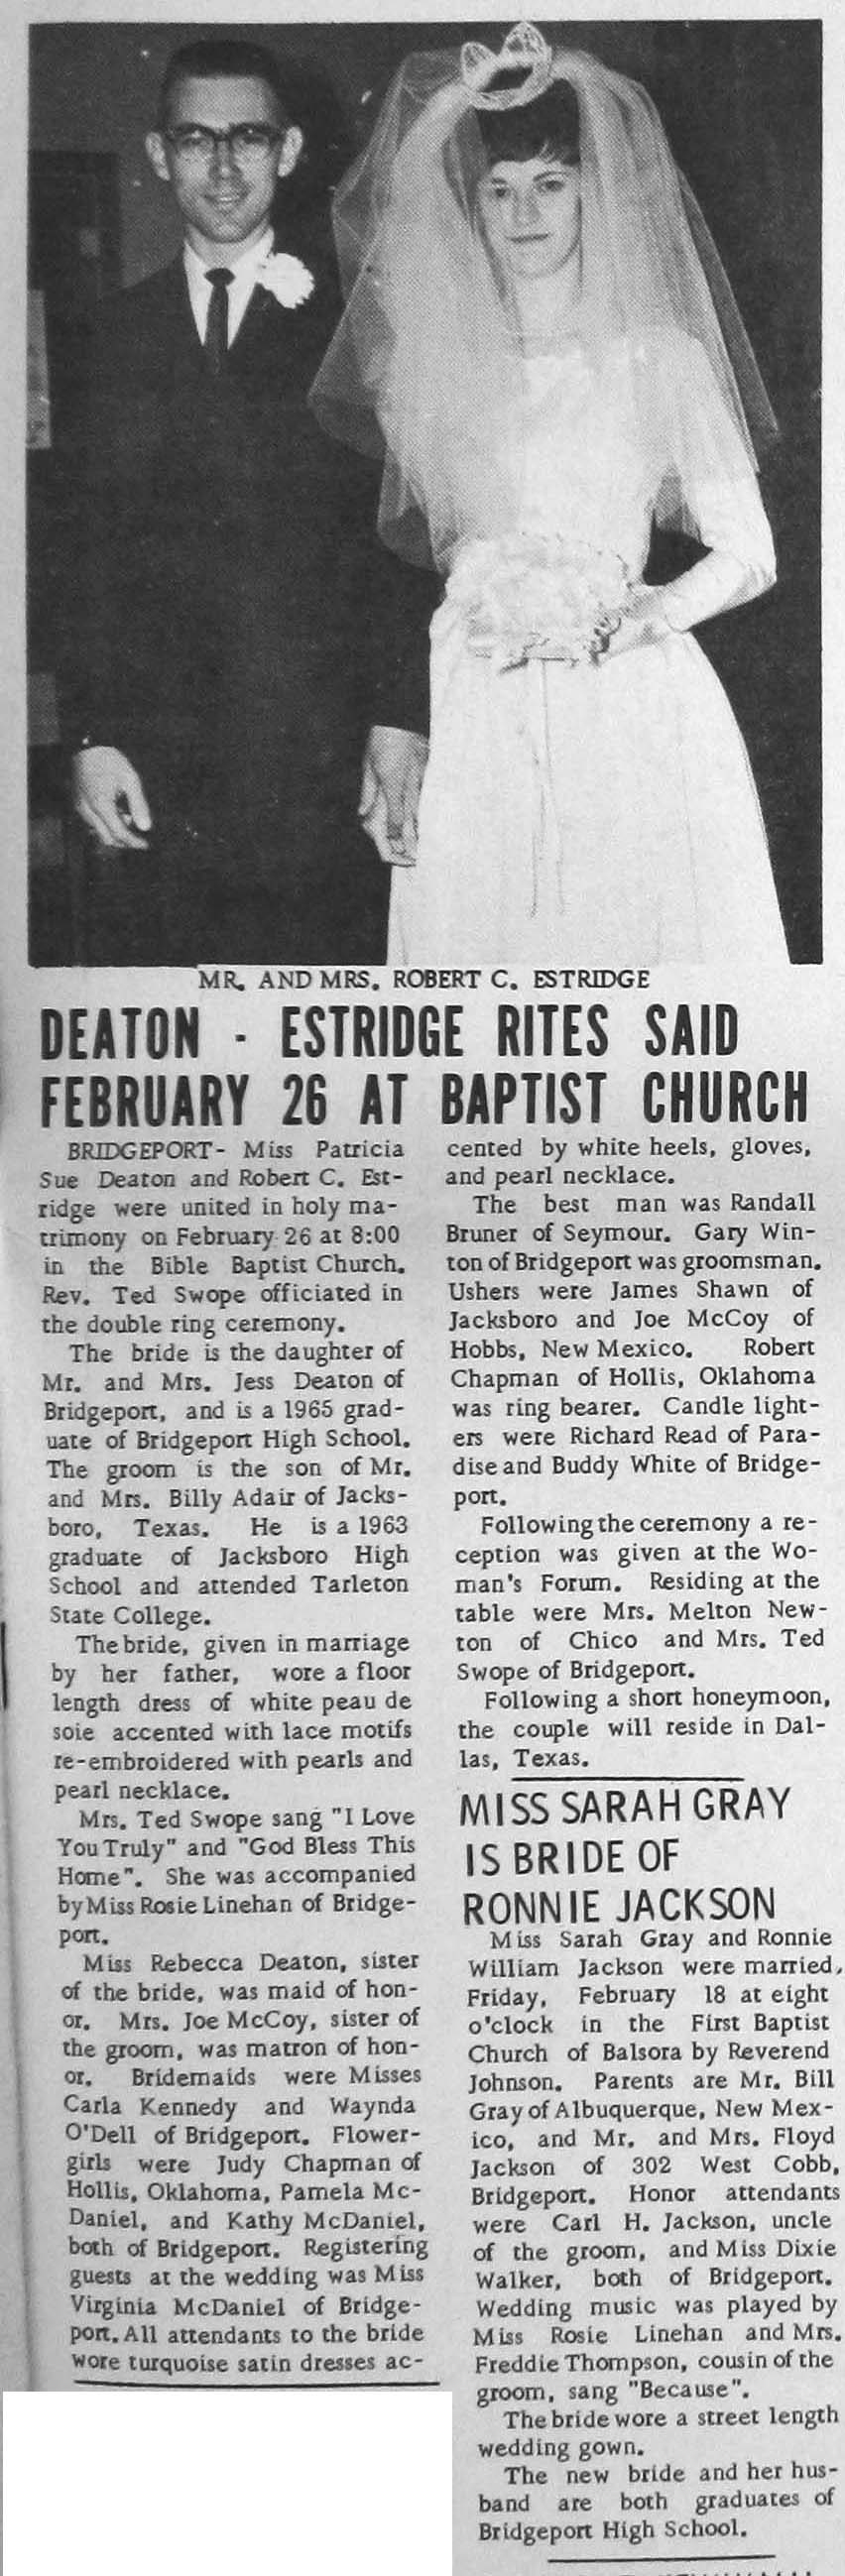 MR. AND MRS. ROBERT C. ESTRIDGE
DEATON - ESTRIDGE RITES SAID
FEBRUARY 26 AT BAPTIST CHURCH
BRIDGEPORT- Miss Patricia
Sue Deaton and Robert C. Est-
ridge were united in holy ma-
trimony on February 26 at 8:00
in the Bible Baptist Church.
Rev. Ted Swope officiated in
the double ring ceremony.
The bride is the daughter of
Mr. and Mrs. Jess Deaton of
Bridgeport, and is a 1965 grad-
uate of Bridgeport High School.
The groom is the son of Mr.
and Mrs. Billy Adair of Jacks-
boro, Texas. He is a 1963
graduate of Jacksboro High
School and attended Tarleton
State College.
The bride, given in marriage
by her father, wore a floor
length dress of white peau de
soie accented with lace motifs
re-embroidered with pearls and
pearl necklace.
Mrs. Ted Swope sang "I Love
You Truly" and "God Bless This
Home". She was accompanied
by Miss Rosie Linehan of Bridge-
port.
Miss Rebecca Deaton, sister
of the bride, was maid of hon-
or. Mrs. Joe McCoy, sister of
the groom, was matron of hon-
or. Bridemaids were Misses
Carla Kennedy and Waynda
O'Dell of Bridgeport. Flower-
girls were Judy Chapman of
Hollis, Oklahoma, Pamela Mc-
Daniel, and Kathy McDaniel,
both of Bridgeport. Registering
guests at the wedding was Miss
Virginia McDaniel of Bridge-
port. All attendants to the bride
wore turquoise satin dresses ac-
cented by white heels, gloves,
and pearl necklace.
The best man was Randall
Bruner of Seymour. Gary Win-
ton of Bridgeport was groomsman.
Ushers were James Shawn of
Jacksboro and Joe McCoy of
Hobbs, New Mexico. Robert
Chapman of Hollis, Oklahoma
was ring bearer. Candle light-
ers were Richard Read of Para-
dise and Buddy White of Bridge-
port.
Following the ceremony a re-
ception was given at the Wo-
man's Forum. Residing at the
table were Mrs. Melton New-
ton of Chico and Mrs. Ted
Swope of Bridgeport.
Following a short honeymoon,
the couple will reside in Dal-
las, Texas.
MISS SARAH GRAY
IS BRIDE OF
RONNIE JACKSON
Miss Sarah Gray and Ronnie
William Jackson were married,
Friday, February 18 at eight
o'clock in the First Baptist
Church of Balsora by Reverend
Johnson. Parents are Mr. Bill
Gray of Albuquerque, New Mex-
ico, and Mr. and Mrs. Floyd
Jackson of 302 West Cobb,
Bridgeport. Honor attendants
were Carl H. Jackson, uncle
of the groom, and Miss Dixie
Walker, both of Bridgeport.
Wedding music was played by
Miss Rosie Linehan and Mrs.
Freddie Thompson, cousin of the
groom, sang "Because".
The bride wore a street length
wedding gown.
The new bride and her hus-
band are both graduates of
Bridgeport High School.